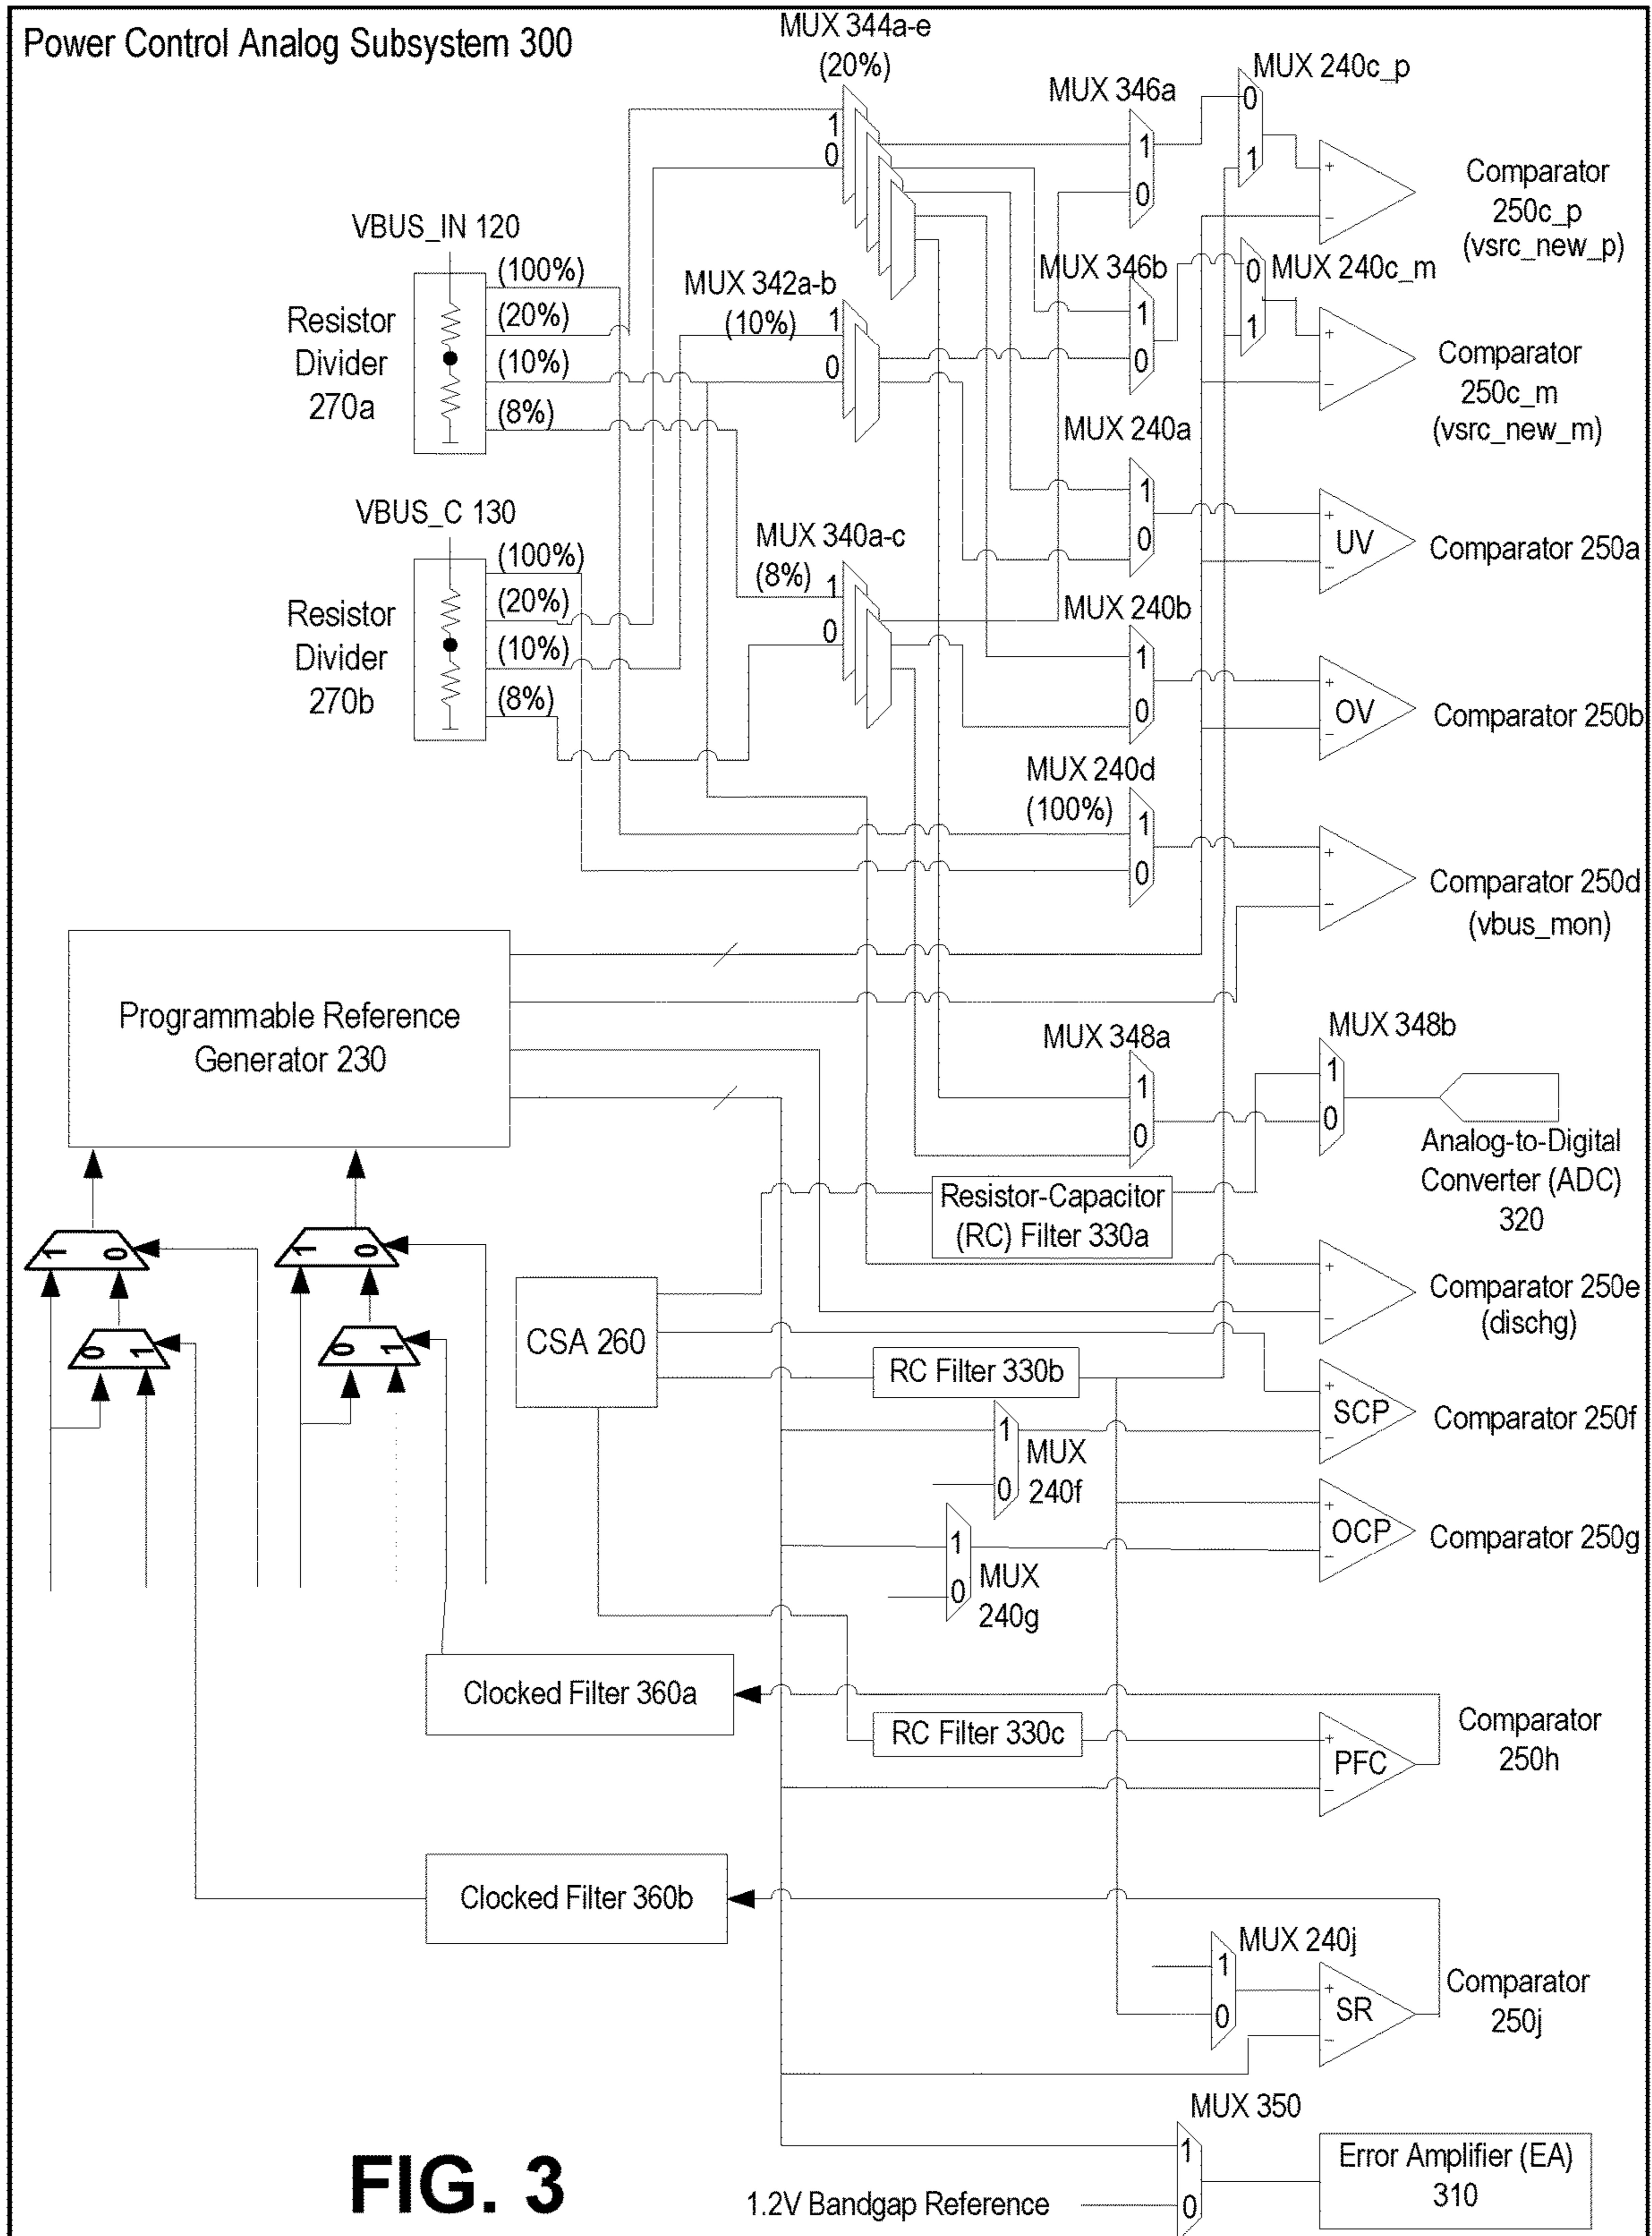 Power Control Analog Subsystem 300
MUX 344a-e
(20%)
MUX 346a
MUX 240c_p
1
0
1
0
0
1
+
−
Comparator
250c_p
(vsrc_new_p)
VBUS_IN 120
(100%)
(20%)
(10%)
(8%)
Resistor
Divider
270a
MUX 342a-b
(10%)
1
0
MUX 346b
1
0
MUX 240c_m
0
1
+
−
Comparator
250c_m
(vsrc_new_m)
MUX 240a
1
0
+
UV
−
Comparator 250a
VBUS_C 130
(100%)
(20%)
(10%)
(8%)
Resistor
Divider
270b
MUX 340a-c
(8%)
1
0
MUX 240b
1
0
+
OV
−
Comparator 250b
MUX 240d
(100%)
1
0
+
−
Comparator 250d
(vbus_mon)
Programmable Reference
Generator 230
MUX 348a
1
0
MUX 348b
1
0
Analog-to-Digital
Converter (ADC)
320
Resistor-Capacitor
(RC) Filter 330a
1 0
1 0
0 1
0 1
CSA 260
+
−
Comparator 250e
(dischg)
RC Filter 330b
1
0
MUX
240f
+
SCP
−
Comparator 250f
1
0
MUX
240g
+
OCP
−
Comparator 250g
Clocked Filter 360a
RC Filter 330c
+
PFC
−
Comparator
250h
Clocked Filter 360b
MUX 240j
1
0
+
SR
−
Comparator
250j
MUX 350
1
0
1.2V Bandgap Reference
Error Amplifier (EA)
310
FIG. 3